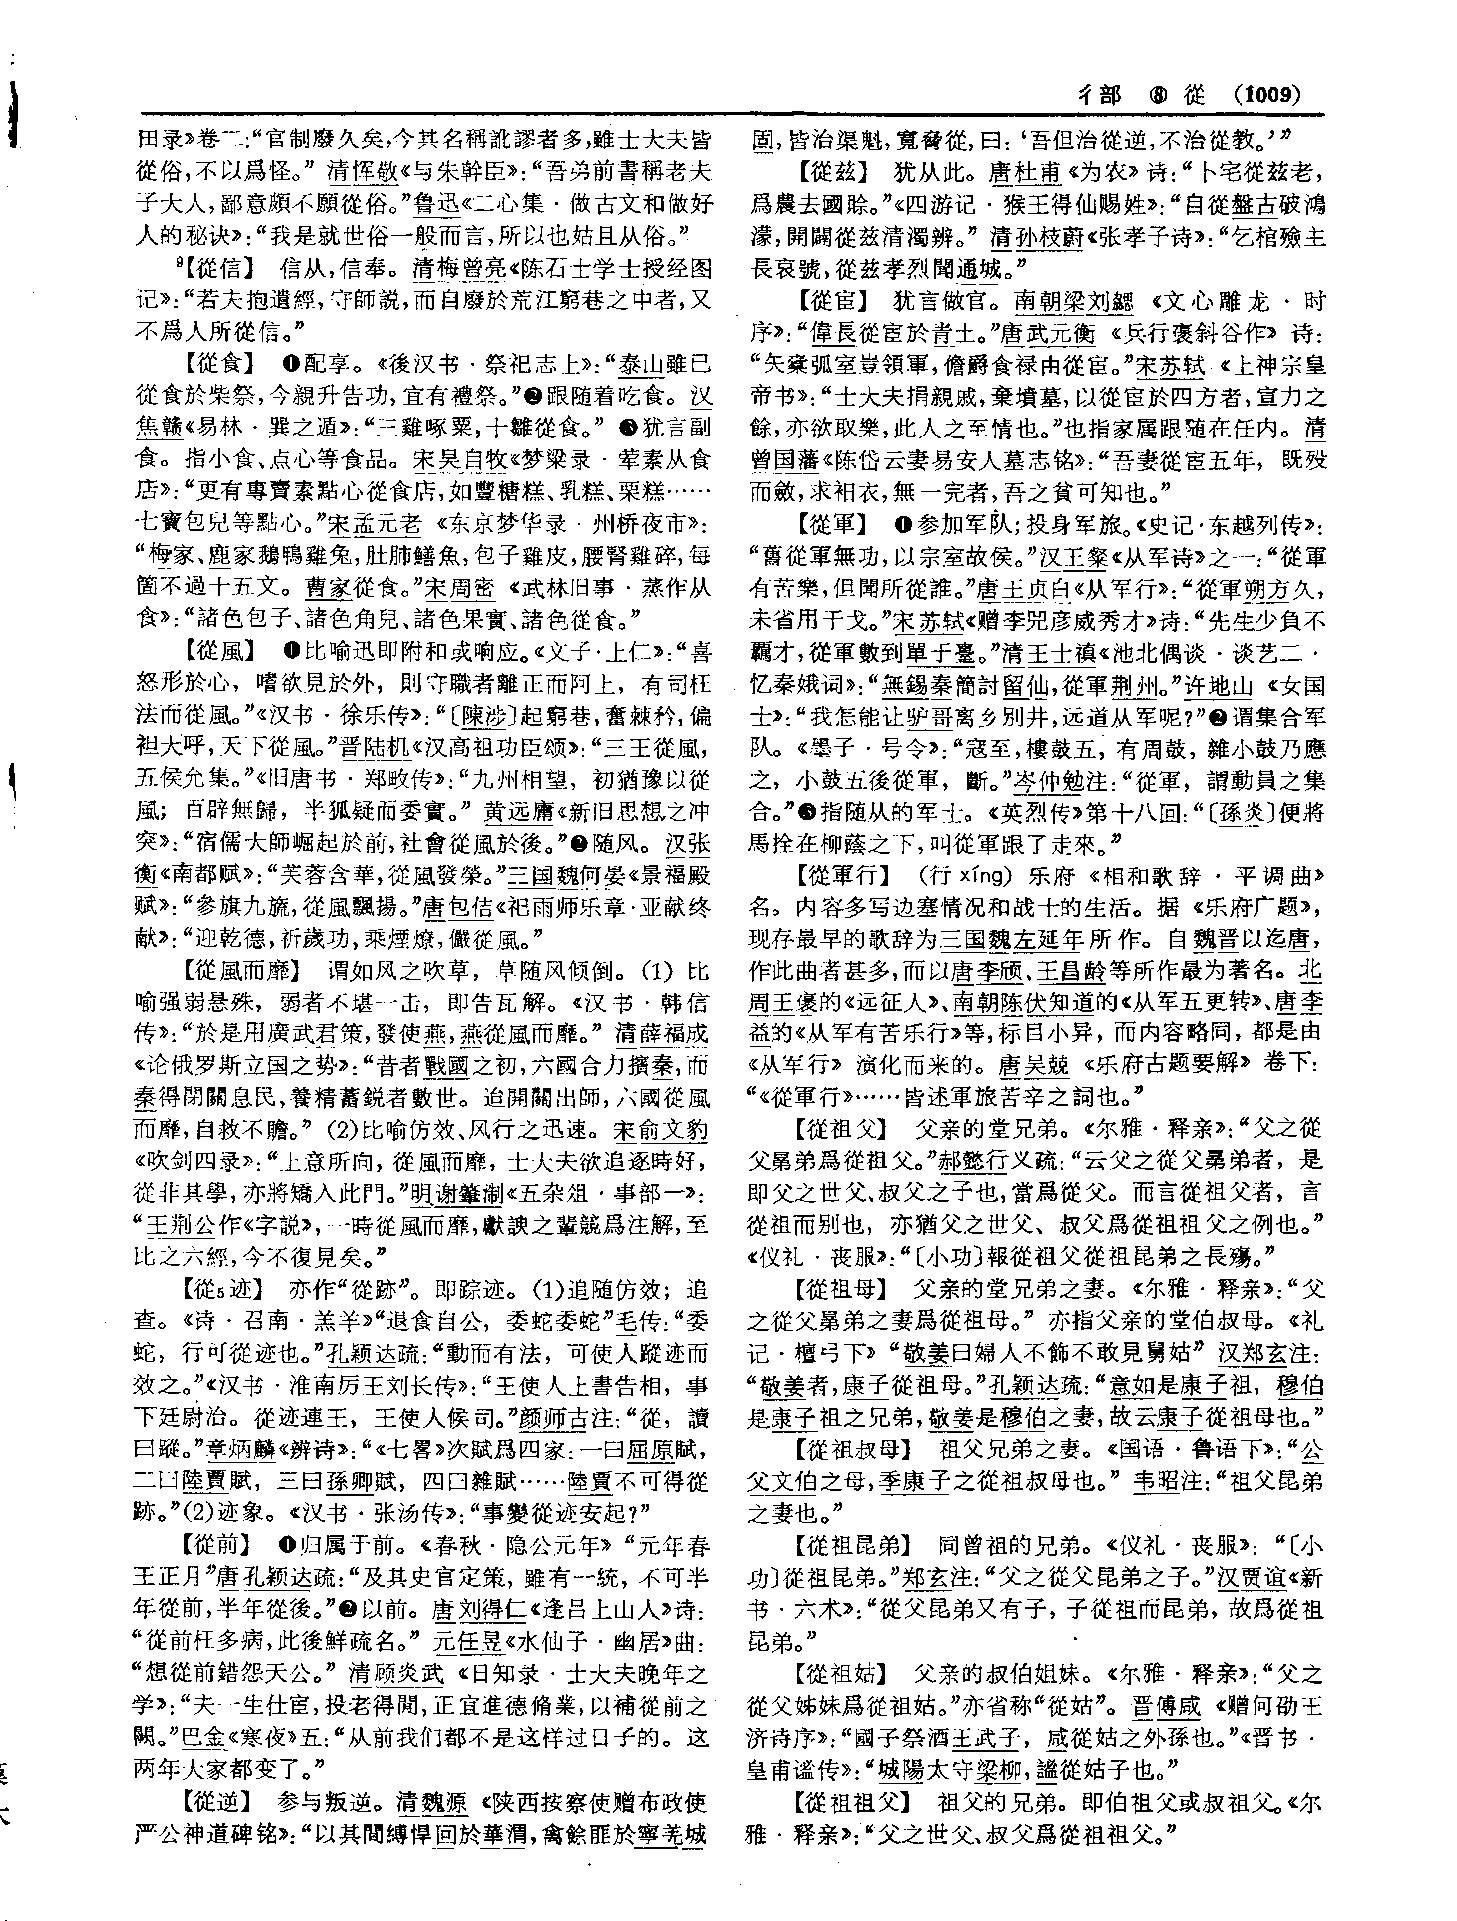 彳部 ⑧ 從 (1009)
田录》卷二:“官制廢久矣,今其名稱訛謬者多,雖士大夫皆
從俗,不以爲怪。” 清恽敬《与朱幹臣》:“吾弟前書稱老夫
子大人,鄙意頗不願從俗。”鲁迅《二心集·做古文和做好
人的秘诀》:“我是就世俗一般而言,所以也姑且从俗。”
⁹【從信】 信从,信奉。清梅曾亮《陈石士学士授经图
记》:“若夫抱遺經,守師説,而自廢於荒江窮巷之中者,又
不爲人所從信。”
【從食】 ❶配享。《後汉书·祭祀志上》:“泰山雖已
從食於柴祭,今親升告功,宜有禮祭。”❷跟随着吃食。汉
焦赣《易林·巽之遁》:“三雞啄粟,十雛從食。” ❸犹言副
食。指小食、点心等食品。宋吴自牧《梦粱录·荤素从食
店》:“更有專賣素點心從食店,如豐糖糕、乳糕、栗糕……
七寳包兒等點心。”宋孟元老《东京梦华录·州桥夜市》:
“梅家、鹿家鵝鴨雞兔,肚肺鱔魚,包子雞皮,腰腎雞碎,每
箇不過十五文。曹家從食。”宋周密《武林旧事·蒸作从
食》:“諸色包子、諸色角兒、諸色果實、諸色從食。”
【從風】 ❶比喻迅即附和或响应。《文子·上仁》:“喜
怒形於心,嗜欲見於外,則守職者離正而阿上,有司枉
法而從風。”《汉书·徐乐传》:“〔陳涉〕起窮巷,奮棘矜,偏
袒大呼,天下從風。”晋陆机《汉高祖功臣颂》:“三王從風,
五侯允集。”《旧唐书·郑畋传》:“九州相望,初猶豫以從
風;百辟無歸,半狐疑而委質。” 黄远庸《新旧思想之冲
突》:“宿儒大師崛起於前,社會從風於後。”❷随风。汉张
衡《南都赋》:“芙蓉含華,從風發榮。”三国魏何晏《景福殿
赋》:“參旗九旒,從風飄揚。”唐包佶《祀雨师乐章·亚献终
献》:“迎乾德,祈歲功,乘煙燎,儼從風。”
【從風而靡】 谓如风之吹草,草随风倾倒。(1) 比
喻强弱悬殊,弱者不堪一击,即告瓦解。《汉书·韩信
传》:“於是用廣武君策,發使燕,燕從風而靡。” 清薛福成
《论俄罗斯立国之势》:“昔者戰國之初,六國合力擯秦,而
秦得閉關息民,養精蓄鋭者數世。迨開關出師,六國從風
而靡,自救不贍。” (2)比喻仿效、风行之迅速。宋俞文豹
《吹剑四录》:“上意所向,從風而靡,士大夫欲追逐時好,
從非其學,亦將矯入此門。”明谢肇淛《五杂俎·事部一》:
“王荆公作《字説》,一時從風而靡,獻諛之輩競爲注解,至
比之六經,今不復見矣。”
【從₅迹】 亦作“從跡”。即踪迹。(1)追随仿效;追
查。《诗·召南·羔羊》“退食自公,委蛇委蛇”毛传:“委
蛇,行可從迹也。”孔颖达疏:“動而有法,可使人蹤迹而
效之。”《汉书·淮南厉王刘长传》:“王使人上書告相,事
下廷尉治。從迹連王,王使人候司。”颜师古注:“從,讀
曰蹤。”章炳麟《辨诗》:“《七畧》次賦爲四家:一曰屈原賦,
二曰陸賈賦,三曰孫卿賦,四曰雜賦……陸賈不可得從
跡。”(2)迹象。《汉书·张汤传》:“事變從迹安起?”
【從前】 ❶归属于前。《春秋·隐公元年》“元年春
王正月”唐孔颖达疏:“及其史官定策,雖有一統,不可半
年從前,半年從後。”❷以前。唐刘得仁《逢吕上山人》诗:
“從前枉多病,此後鮮疏名。” 元任昱《水仙子·幽居》曲:
“想從前錯怨天公。” 清顾炎武《日知录·士大夫晚年之
学》:“夫一生仕宦,投老得閒,正宜進德脩業,以補從前之
闕。”巴金《寒夜》五:“从前我们都不是这样过日子的。这
两年大家都变了。”
【從逆】 参与叛逆。清魏源《陕西按察使赠布政使
严公神道碑铭》:“以其間縛悍回於華渭,禽餘匪於寧羌城
固,皆治渠魁,寬脅從,曰:‘吾但治從逆,不治從教。’”
【從兹】 犹从此。唐杜甫《为农》诗:“卜宅從兹老,
爲農去國賒。”《四游记·猴王得仙赐姓》:“自從盤古破鴻
濛,開闢從兹清濁辨。” 清孙枝蔚《张孝子诗》:“乞棺殮主
長哀號,從兹孝烈聞通城。”
【從宦】 犹言做官。南朝梁刘勰《文心雕龙·时
序》:“偉長從宦於青土。”唐武元衡《兵行褒斜谷作》诗:
“矢橐弧室豈領軍,儋爵食禄由從宦。”宋苏轼《上神宗皇
帝书》:“士大夫捐親戚,棄墳墓,以從宦於四方者,宣力之
餘,亦欲取樂,此人之至情也。”也指家属跟随在任内。清
曾国藩《陈岱云妻易安人墓志铭》:“吾妻從宦五年,既殁
而斂,求衵衣,無一完者,吾之貧可知也。”
【從軍】 ❶参加军队;投身军旅。《史记·东越列传》:
“舊從軍無功,以宗室故侯。”汉王粲《从军诗》之一:“從軍
有苦樂,但聞所從誰。”唐王贞白《从军行》:“從軍朔方久,
未省用干戈。”宋苏轼《赠李兕彦威秀才》诗:“先生少負不
羈才,從軍數到單于臺。”清王士禛《池北偶谈·谈艺二·
忆秦娥词》:“無錫秦簡討留仙,從軍荆州。”许地山《女国
士》:“我怎能让驴哥离乡别井,远道从军呢?”❷谓集合军
队。《墨子·号令》:“寇至,樓鼓五,有周鼓,雜小鼓乃應
之,小鼓五後從軍,斷。”岑仲勉注:“從軍,謂動員之集
合。”❸指随从的军士。《英烈传》第十八回:“〔孫炎〕便將
馬拴在柳蔭之下,叫從軍跟了走來。”
【從軍行】 (行 xíng) 乐府《相和歌辞·平调曲》
名。内容多写边塞情况和战士的生活。据《乐府广题》,
现存最早的歌辞为三国魏左延年所作。自魏晋以迄唐,
作此曲者甚多,而以唐李颀、王昌龄等所作最为著名。北
周王褒的《远征人》、南朝陈伏知道的《从军五更转》、唐李
益的《从军有苦乐行》等,标目小异,而内容略同,都是由
《从军行》演化而来的。唐吴兢《乐府古题要解》卷下:
“《從軍行》……皆述軍旅苦辛之詞也。”
【從祖父】 父亲的堂兄弟。《尔雅·释亲》:“父之從
父晜弟爲從祖父。”郝懿行义疏:“云父之從父晜弟者,是
即父之世父、叔父之子也,當爲從父。而言從祖父者,言
從祖而别也,亦猶父之世父、叔父爲從祖祖父之例也。”
《仪礼·丧服》:“〔小功〕報從祖父從祖昆弟之長殤。”
【從祖母】 父亲的堂兄弟之妻。《尔雅·释亲》:“父
之從父晜弟之妻爲從祖母。” 亦指父亲的堂伯叔母。《礼
记·檀弓下》“敬姜曰婦人不飾不敢見舅姑” 汉郑玄注:
“敬姜者,康子從祖母。”孔颖达疏:“意如是康子祖,穆伯
是康子祖之兄弟,敬姜是穆伯之妻,故云康子從祖母也。”
【從祖叔母】 祖父兄弟之妻。《国语·鲁语下》:“公
父文伯之母,季康子之從祖叔母也。” 韦昭注:“祖父昆弟
之妻也。”
【從祖昆弟】 同曾祖的兄弟。《仪礼·丧服》:“〔小
功〕從祖昆弟。”郑玄注:“父之從父昆弟之子。”汉贾谊《新
书·六术》:“從父昆弟又有子,子從祖而昆弟,故爲從祖
昆弟。”
【從祖姑】 父亲的叔伯姐妹。《尔雅·释亲》:“父之
從父姊妹爲從祖姑。”亦省称“從姑”。晋傅咸《赠何劭王
济诗序》:“國子祭酒王武子,咸從姑之外孫也。”《晋书·
皇甫谧传》:“城陽太守梁柳,謐從姑子也。”
【從祖祖父】 祖父的兄弟。即伯祖父或叔祖父。《尔
雅·释亲》:“父之世父、叔父爲從祖祖父。”